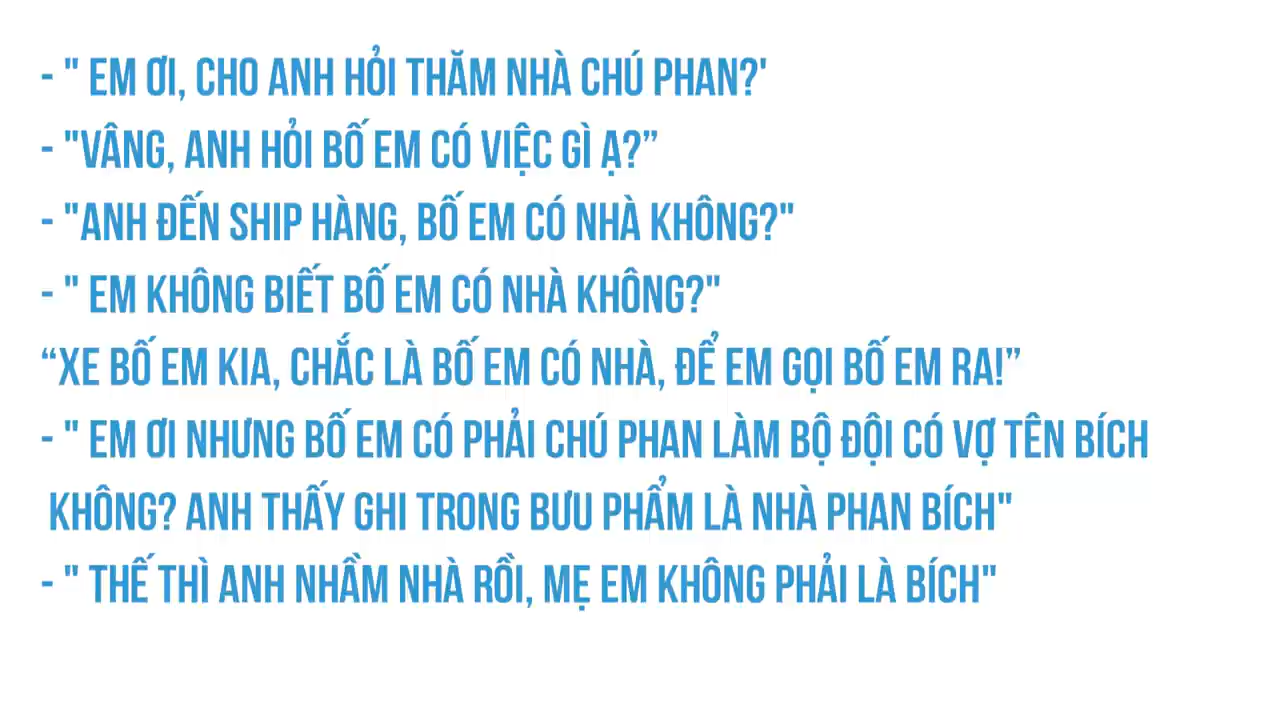 - " EM ƠI, CHO ANH HỎI THĂM NHÀ CHÚ PHAN?'
- "VÂNG, ANH HỎI BỐ EM CÓ VIỆC GÌ Ạ?”
- "ANH ĐẾN SHIP HÀNG, BỐ EM CÓ NHÀ KHÔNG?"
- " EM KHÔNG BIẾT BỐ EM CÓ NHÀ KHÔNG?"
“XE BỐ EM KIA, CHẮC LÀ BỐ EM CÓ NHÀ, ĐỂ EM GỌI BỐ EM RA!”
- " EM ƠI NHƯNG BỐ EM CÓ PHẢI CHÚ PHAN LÀM BỘ ĐỘI CÓ VỢ TÊN BÍCH
KHÔNG? ANH THẤY GHI TRONG BƯU PHẨM LÀ NHÀ PHAN BÍCH"
- " THẾ THÌ ANH NHẦM NHÀ RỒI, MẸ EM KHÔNG PHẢI LÀ BÍCH"